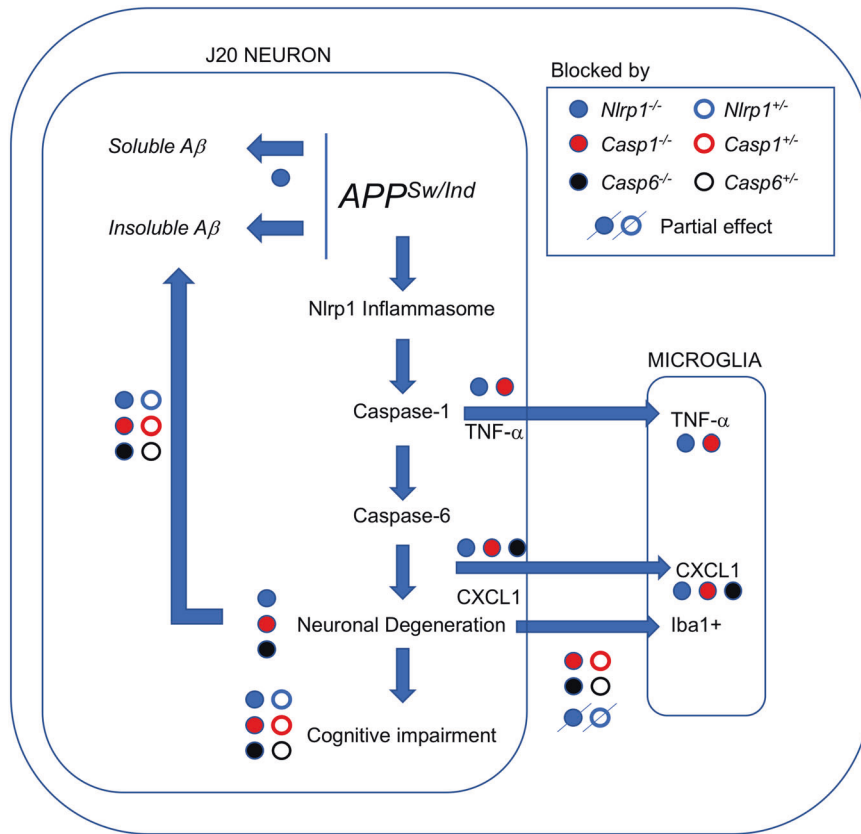 J20 NEURON
Blocked by
Nlrp1-/-
Nlrp1+/-
Casp1-/-
Casp1+/-
Casp6-/-
Casp6+/-
Partial effect
Soluble Aβ
APPSw/Ind
Insoluble Aβ
Nlrp1 Inflammasome
MICROGLIA
Caspase-1
TNF-α
TNF-α
Caspase-6
CXCL1
CXCL1
Neuronal Degeneration
Iba1+
Cognitive impairment